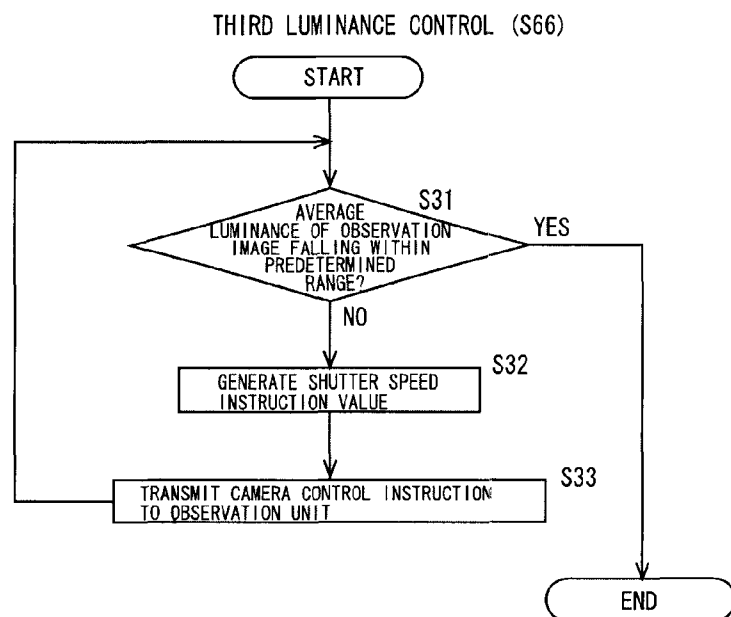 THIRD LUMINANCE CONTROL (S66)
START
S31
AVERAGE
LUMINANCE OF OBSERVATION
IMAGE FALLING WITHIN
PREDETERMINED
RANGE?
YES
NO
S32
GENERATE SHUTTER SPEED
INSTRUCTION VALUE
S33
TRANSMIT CAMERA CONTROL INSTRUCTION
TO OBSERVATION UNIT
END